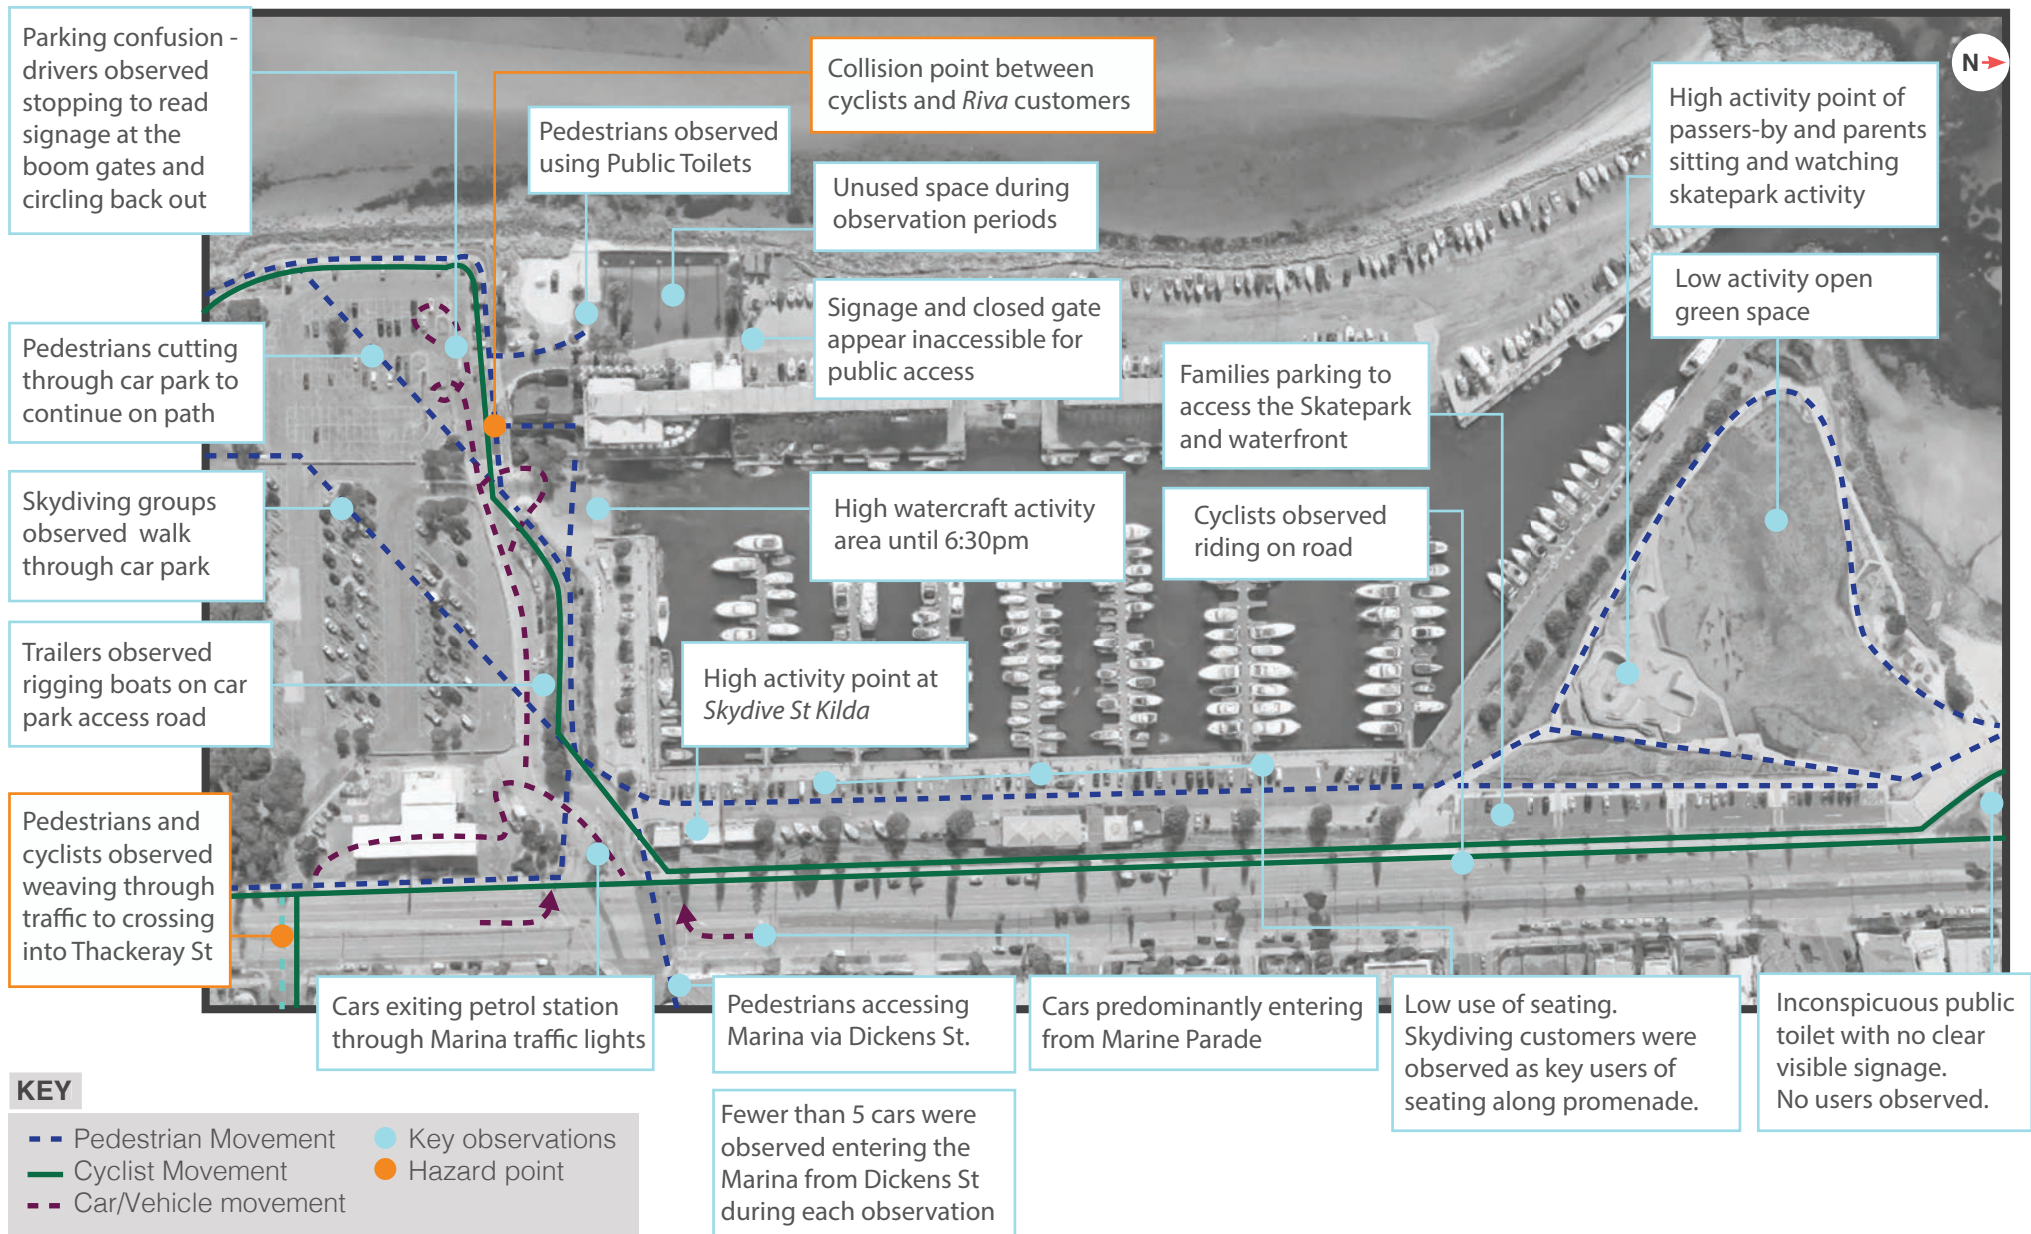 Parking confusion -
drivers observed
stopping to read
signage at the
boom gates and
circling back out
Collision point between
cyclists and Riva customers
N
High activity point of
passers-by and parents
sitting and watching
skatepark activity
Pedestrians observed
using Public Toilets
Unused space during
observation periods
Low activity open
green space
Signage and closed gate
appear inaccessible for
public access
Pedestrians cutting
through car park to
continue on path
Families parking to
access the Skatepark
and waterfront
Skydiving groups
observed walk
through car park
High watercraft activity
area until 6:30pm
Cyclists observed
riding on road
Trailers observed
rigging boats on car
park access road
High activity point at
Skydive St Kilda
Pedestrians and
cyclists observed
weaving through
traffic to crossing
into Thackeray St
Cars exiting petrol station
through Marina traffic lights
Pedestrians accessing
Marina via Dickens St.
Cars predominantly entering
from Marine Parade
Low use of seating.
Skydiving customers were
observed as key users of
seating along promenade.
Inconspicuous public
toilet with no clear
visible signage.
No users observed.
Fewer than 5 cars were
observed entering the
Marina from Dickens St
during each observation
KEY
Pedestrian Movement
Cyclist Movement
Car/Vehicle movement
Key observations
Hazard point